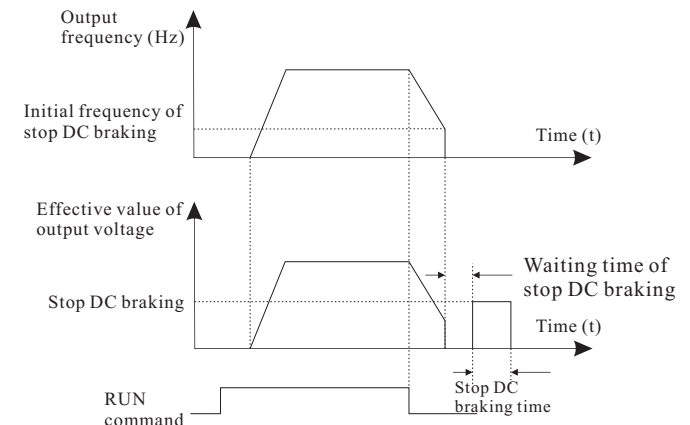 Output
frequency (Hz)
Initial frequency of
stop DC braking
Time (t)
Effective value of
output voltage
Waiting time of
stop DC braking
Stop DC braking
Time (t)
Stop DC
braking time
RUN
command